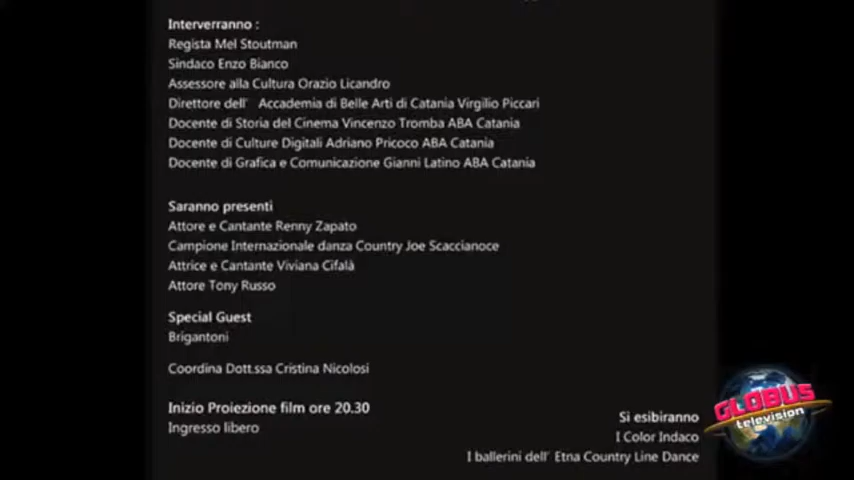 Interverranno :
Regista Mel Stoutman
Sindaco Enzo Bianco
Assessore alla Cultura Orazio Licandro
Direttore dell' Accademia di Belle Arti di Catania Virgilio Piccari
Docente di Storia del Cinema Vincenzo Tromba ABA Catania
Docente di Culture Digitali Adriano Pricoco ABA Catania
Docente di Grafica e Comunicazione Gianni Latino ABA Catania
Saranno presenti
Attore e Cantante Renny Zapato
Campione Internazionale danza Country Joe Scaccianoce
Attrice e Cantante Viviana Cifalà
Attore Tony Russo
Special Guest
Brigantoni
Coordina Dott.ssa Cristina Nicolosi
Inizio Proiezione film ore 20.30
Ingresso libero
Si esibiranno
I Color Indaco
I ballerini dell' Etna Country Line Dance
GLOBUS
television